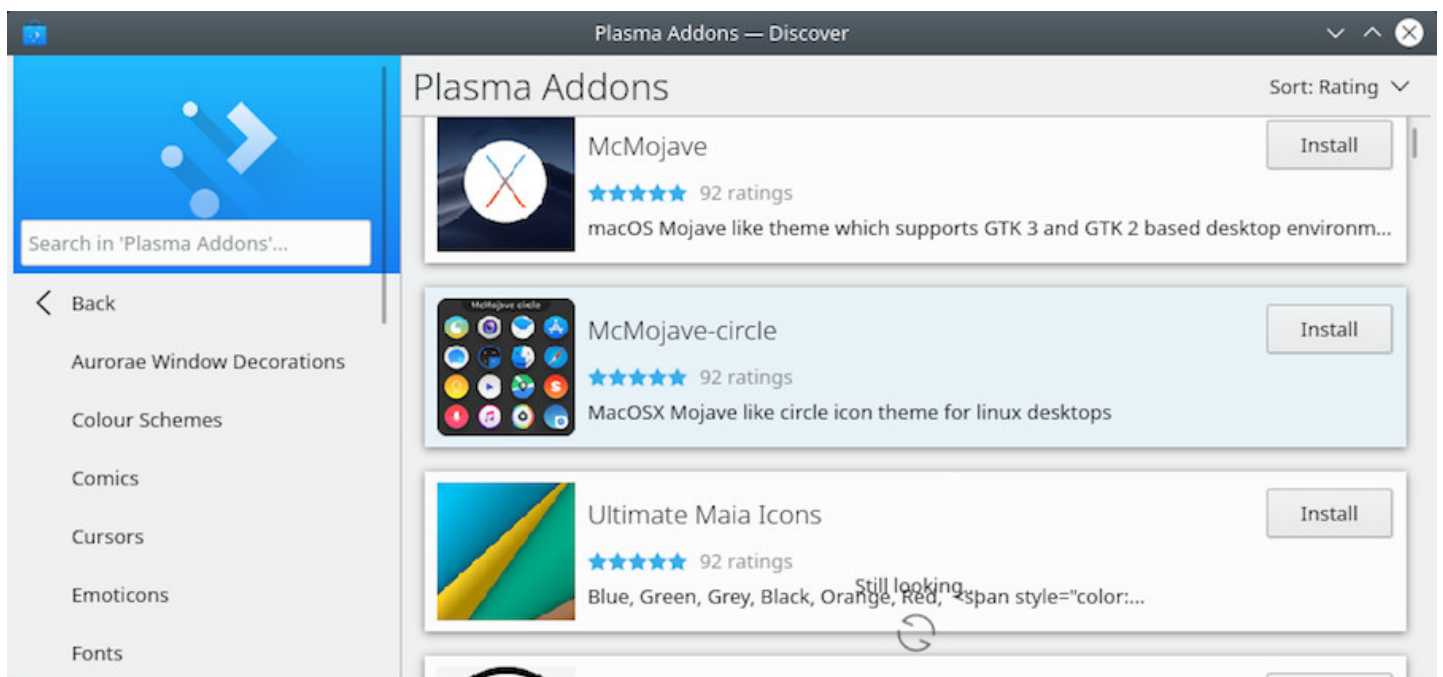 Plasma Addons — Discover
Plasma Addons
Sort: Rating
Search in 'Plasma Addons'...
Back
Aurorae Window Decorations
Colour Schemes
Comics
Cursors
Emoticons
Fonts
McMojave
Install
92 ratings
macOS Mojave like theme which supports GTK 3 and GTK 2 based desktop environm...
McMojave circle
McMojave-circle
Install
92 ratings
MacOSX Mojave like circle icon theme for linux desktops
Ultimate Maia Icons
Install
92 ratings
Still looking...
Blue, Green, Grey, Black, Orange, Red, <span style="color:...